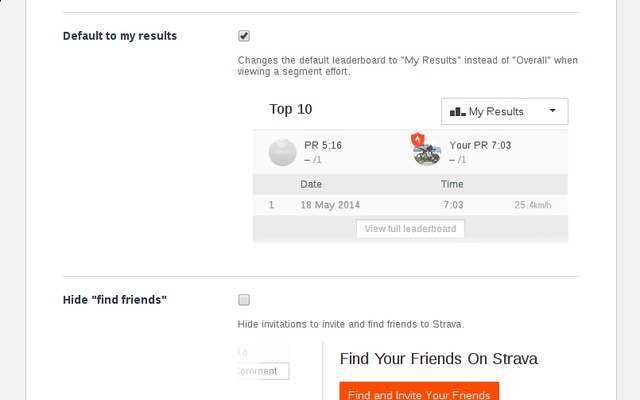 Default to my results
Changes the default leaderboard to "My Results" instead of "Overall" when
viewing a segment effort.
Top 10
My Results
PR 5:16
– /1
Your PR 7:03
– /1
Date Time
1 18 May 2014 7:03 25.4km/h
View full leaderboard
Hide "find friends"
Hide invitations to invite and find friends to Strava.
Find Your Friends On Strava
Find and Invite Your Friends